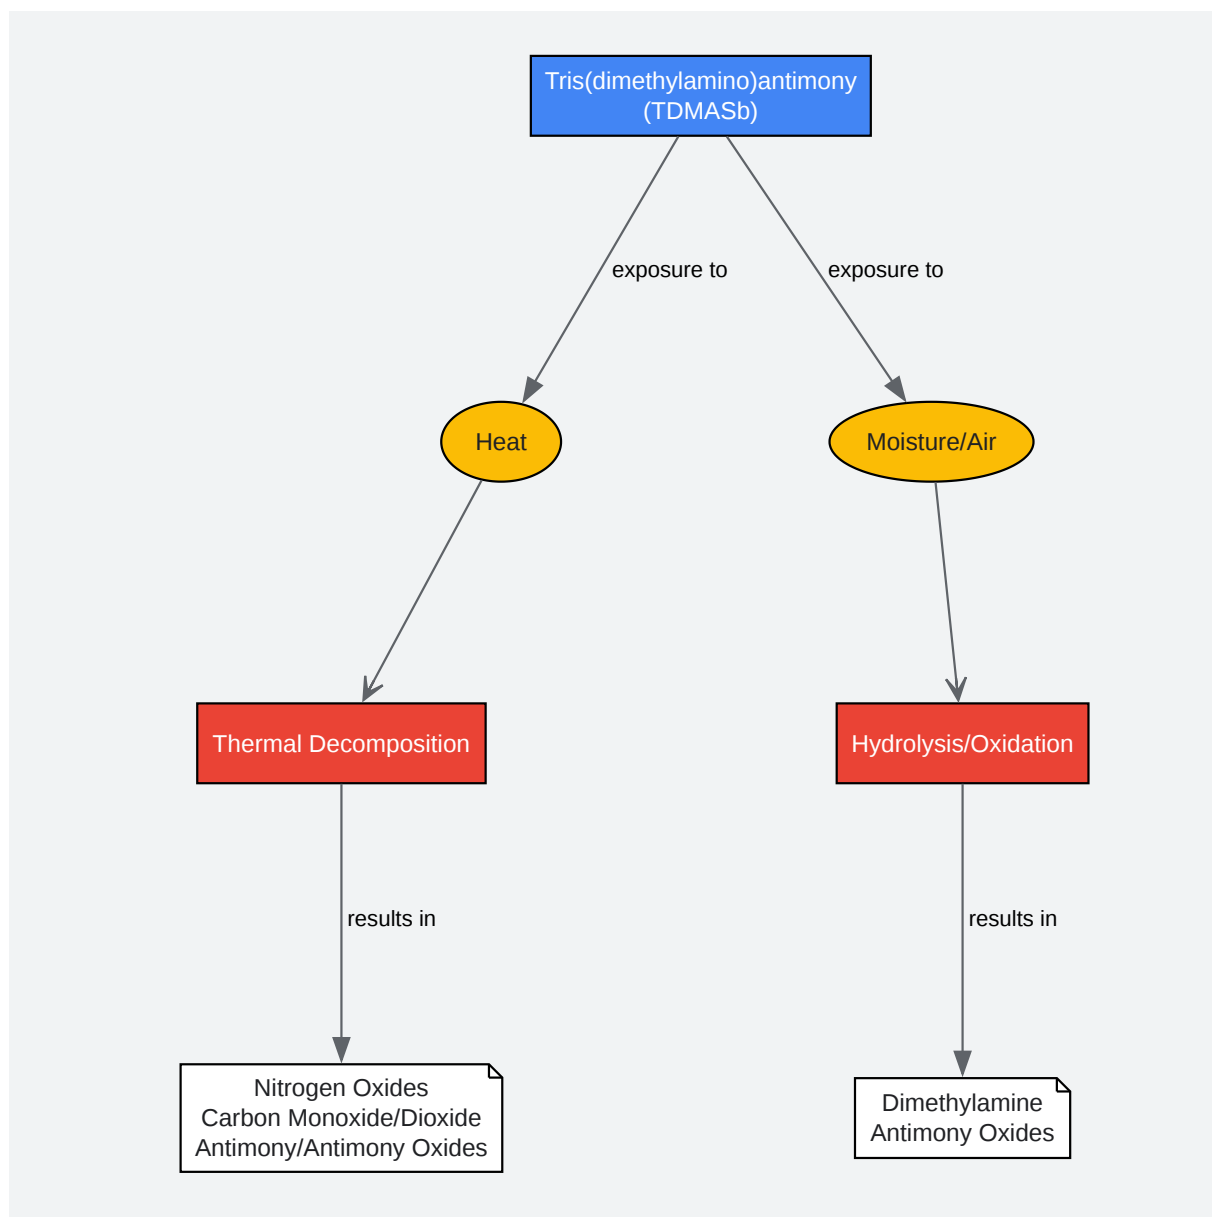 Tris(dimethylamino)antimony
(TDMASb)
exposure to
exposure to
Heat
Moisture/Air
Thermal Decomposition
Hydrolysis/Oxidation
results in
results in
Nitrogen Oxides
Carbon Monoxide/Dioxide
Antimony/Antimony Oxides
Dimethylamine
Antimony Oxides